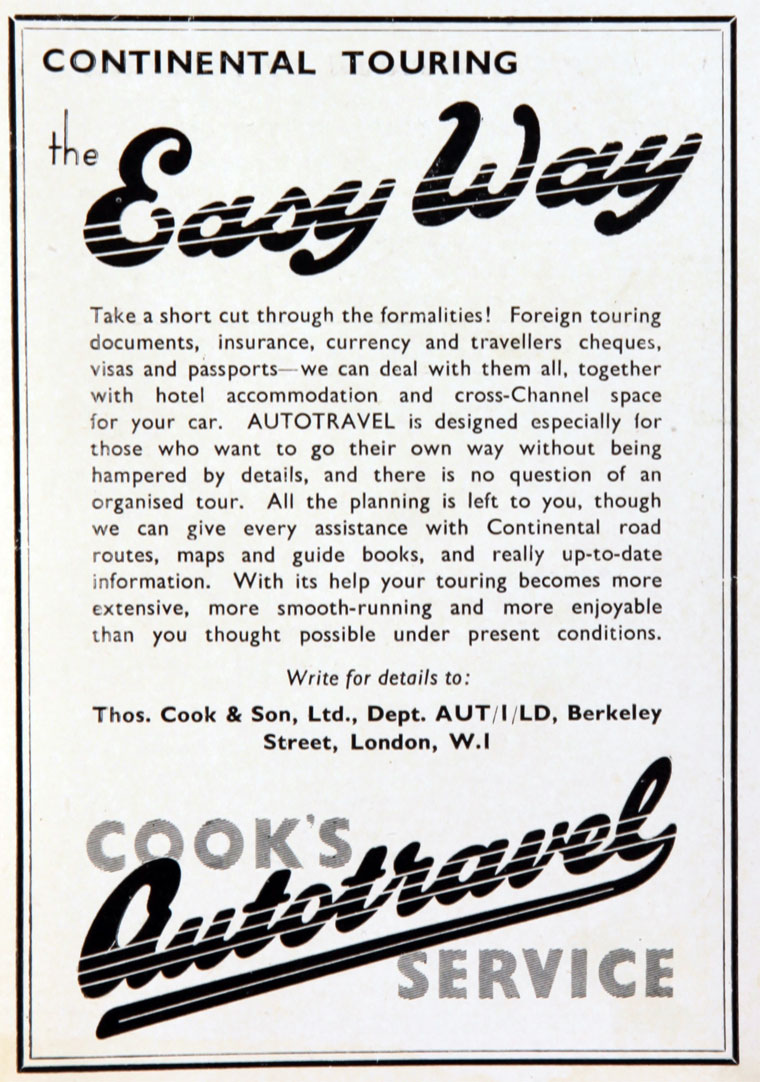 CONTINENTAL TOURING
the Easy Way
Take a short cut through the formalities! Foreign touring
documents, insurance, currency and travellers cheques,
visas and passports—we can deal with them all, together
with hotel accommodation and cross-Channel space
for your car. AUTOTRAVEL is designed especially for
those who want to go their own way without being
hampered by details, and there is no question of an
organised tour. All the planning is left to you, though
we can give every assistance with Continental road
routes, maps and guide books, and really up-to-date
information. With its help your touring becomes more
extensive, more smooth-running and more enjoyable
than you thought possible under present conditions.
Write for details to:
Thos. Cook & Son, Ltd., Dept. AUT/I/LD, Berkeley
Street, London, W.I
COOK'S
Autotravel
SERVICE